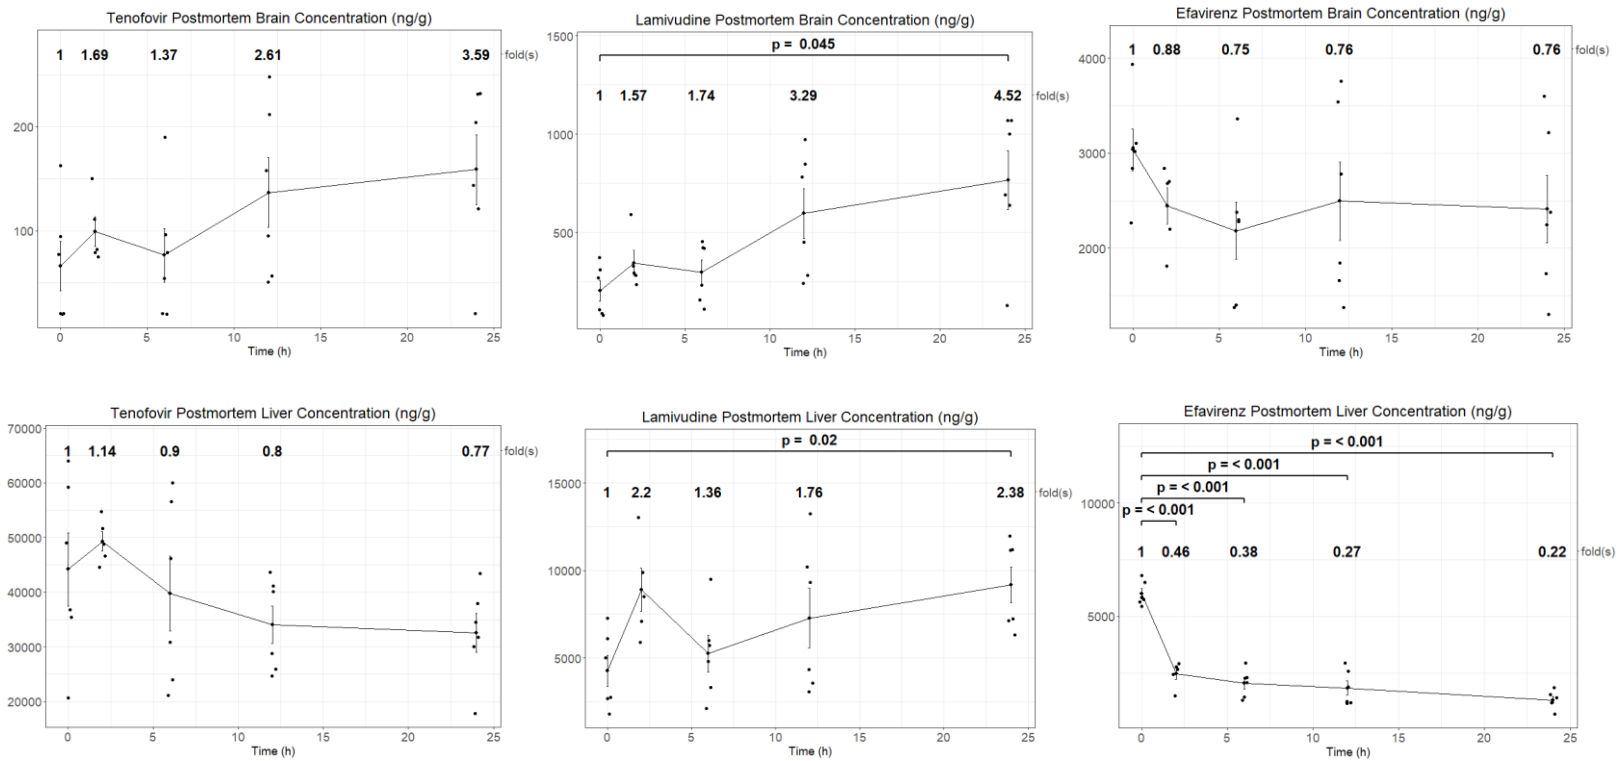 Tenofovir Postmortem Brain Concentration (ng/g)
1 1.69 1.37 2.61 3.59 fold(s)
200
100
0 5 10 15 20 25
Time (h)
Lamivudine Postmortem Brain Concentration (ng/g)
1500
p = 0.045
1 1.57 1.74 3.29 4.52 fold(s)
1000
500
0 5 10 15 20 25
Time (h)
Efavirenz Postmortem Brain Concentration (ng/g)
1 0.88 0.75 0.76 0.76 fold(s)
4000
3000
2000
0 5 10 15 20 25
Time (h)
Tenofovir Postmortem Liver Concentration (ng/g)
70000
1 1.14 0.9 0.8 0.77 fold(s)
60000
50000
40000
30000
20000
0 5 10 15 20 25
Time (h)
Lamivudine Postmortem Liver Concentration (ng/g)
p = 0.02
15000
1 2.2 1.36 1.76 2.38 fold(s)
10000
5000
0 5 10 15 20 25
Time (h)
Efavirenz Postmortem Liver Concentration (ng/g)
p = < 0.001
p = < 0.001
p = < 0.001
10000
p = < 0.001
1 0.46 0.38 0.27 0.22 fold(s)
5000
0 5 10 15 20 25
Time (h)